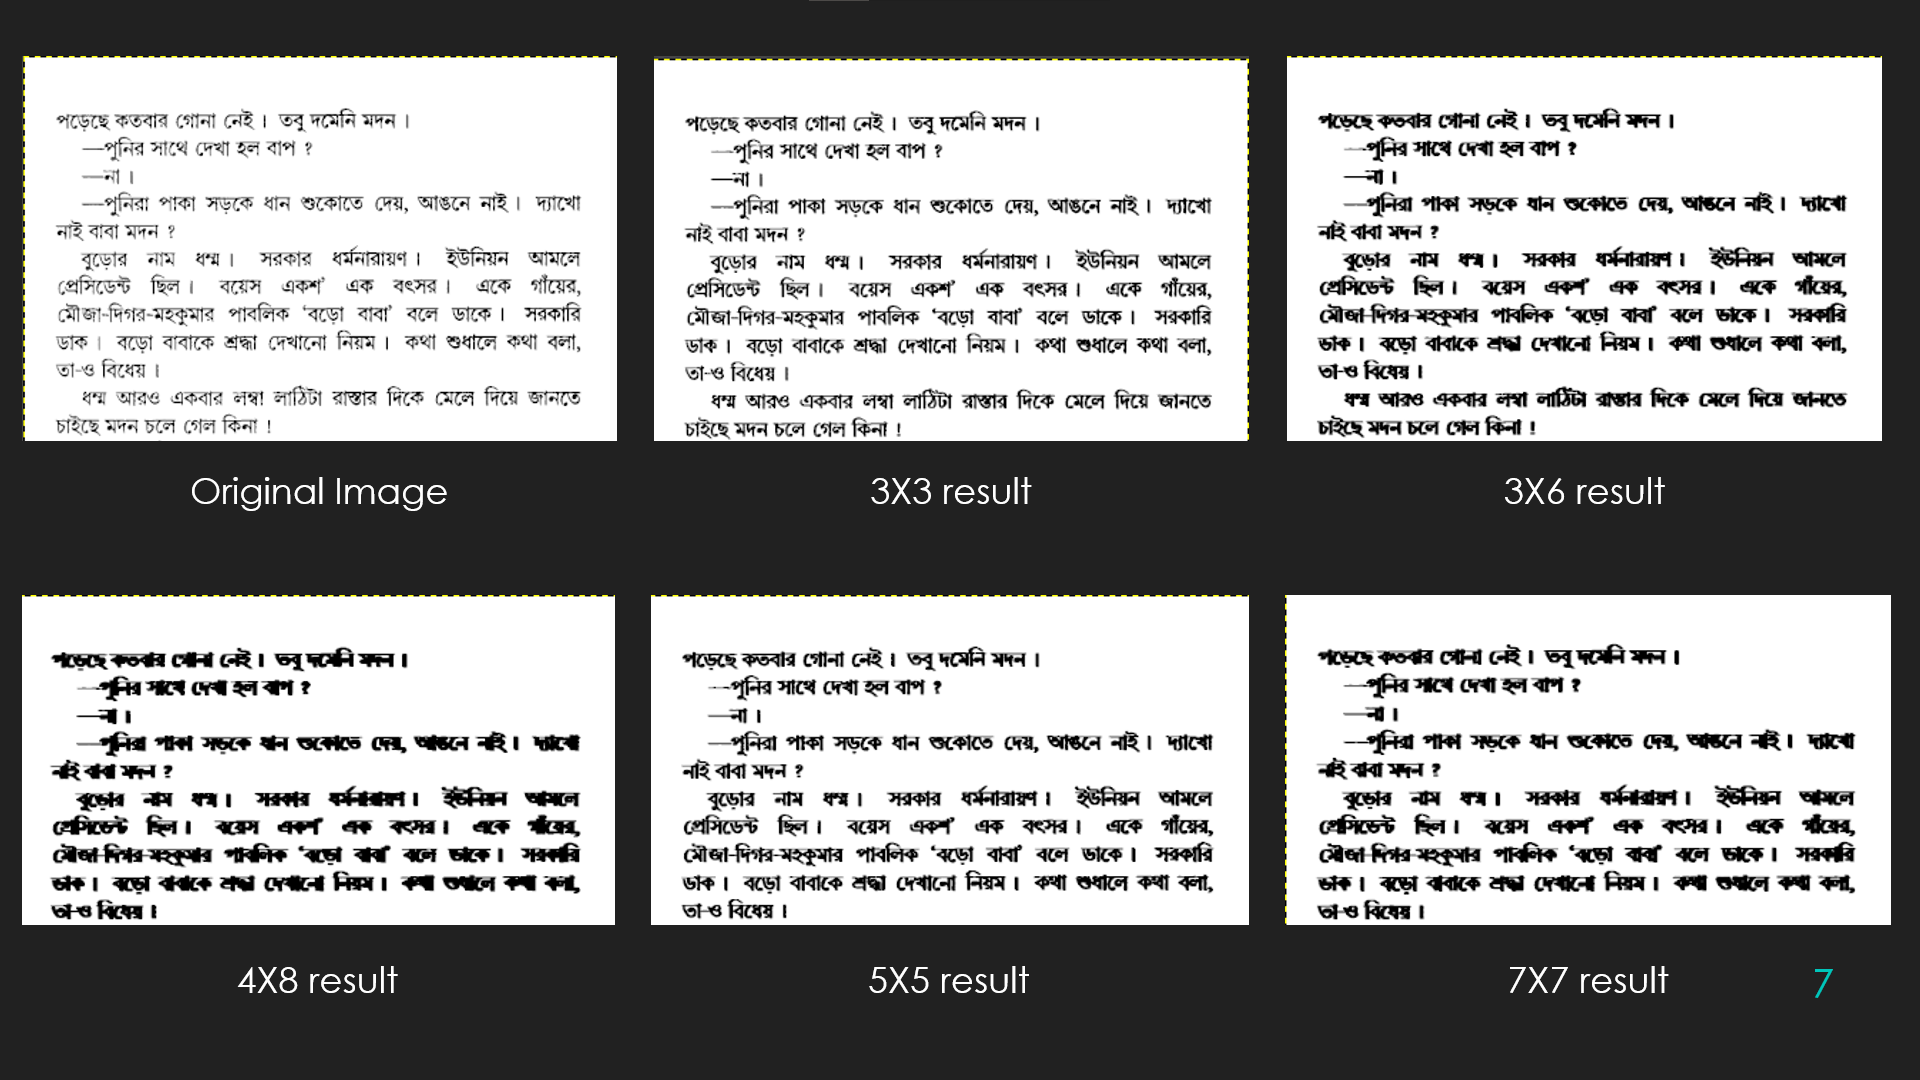 পড়েছে কতবার গোনা নেই। তবু দমেনি মদন।
—পুনির সাথে দেখা হল বাপ ?
—না।
—পুনিরা পাকা সড়কে ধান শুকোতে দেয়, আঙনে নাই। দ্যাখো
নাই বাবা মদন ?
বুড়োর নাম ধম্ম। সরকার ধর্মনারায়ণ। ইউনিয়ন আমলে
প্রেসিডেন্ট ছিল। বয়েস একশ’ এক বৎসর। একে গাঁয়ের,
মৌজা-দিগর-মহকুমার পাবলিক ‘বড়ো বাবা’ বলে ডাকে। সরকারি
ডাক। বড়ো বাবাকে শ্রদ্ধা দেখানো নিয়ম। কথা শুধালে কথা বলা,
তা-ও বিধেয়।
ধম্ম আরও একবার লম্বা লাঠিটা রাস্তার দিকে মেলে দিয়ে জানতে
চাইছে মদন চলে গেল কিনা !
Original Image
পড়েছে কতবার গোনা নেই। তবু দমেনি মদন।
—পুনির সাথে দেখা হল বাপ ?
—না।
—পুনিরা পাকা সড়কে ধান শুকোতে দেয়, আঙনে নাই। দ্যাখো
নাই বাবা মদন ?
বুড়োর নাম ধম্ম। সরকার ধর্মনারায়ণ। ইউনিয়ন আমলে
প্রেসিডেন্ট ছিল। বয়েস একশ’ এক বৎসর। একে গাঁয়ের,
মৌজা-দিগর-মহকুমার পাবলিক ‘বড়ো বাবা’ বলে ডাকে। সরকারি
ডাক। বড়ো বাবাকে শ্রদ্ধা দেখানো নিয়ম। কথা শুধালে কথা বলা,
তা-ও বিধেয়।
ধম্ম আরও একবার লম্বা লাঠিটা রাস্তার দিকে মেলে দিয়ে জানতে
চাইছে মদন চলে গেল কিনা !
3X3 result
পড়েছে কতবার গোনা নেই। তবু দমেনি মদন।
—পুনির সাথে দেখা হল বাপ ?
—না।
—পুনিরা পাকা সড়কে ধান শুকোতে দেয়, আঙনে নাই। দ্যাখো
নাই বাবা মদন ?
বুড়োর নাম ধম্ম। সরকার ধর্মনারায়ণ। ইউনিয়ন আমলে
প্রেসিডেন্ট ছিল। বয়েস একশ’ এক বৎসর। একে গাঁয়ের,
মৌজা-দিগর-মহকুমার পাবলিক ‘বড়ো বাবা’ বলে ডাকে। সরকারি
ডাক। বড়ো বাবাকে শ্রদ্ধা দেখানো নিয়ম। কথা শুধালে কথা বলা,
তা-ও বিধেয়।
ধম্ম আরও একবার লম্বা লাঠিটা রাস্তার দিকে মেলে দিয়ে জানতে
চাইছে মদন চলে গেল কিনা !
3X6 result
পড়েছে কতবার গোনা নেই। তবু দমেনি মদন।
—পুনির সাথে দেখা হল বাপ ?
—না।
—পুনিরা পাকা সড়কে ধান শুকোতে দেয়, আঙনে নাই। দ্যাখো
নাই বাবা মদন ?
বুড়োর নাম ধম্ম। সরকার ধর্মনারায়ণ। ইউনিয়ন আমলে
প্রেসিডেন্ট ছিল। বয়েস একশ’ এক বৎসর। একে গাঁয়ের,
মৌজা-দিগর-মহকুমার পাবলিক ‘বড়ো বাবা’ বলে ডাকে। সরকারি
ডাক। বড়ো বাবাকে শ্রদ্ধা দেখানো নিয়ম। কথা শুধালে কথা বলা,
তা-ও বিধেয়।
4X8 result
পড়েছে কতবার গোনা নেই। তবু দমেনি মদন।
—পুনির সাথে দেখা হল বাপ ?
—না।
—পুনিরা পাকা সড়কে ধান শুকোতে দেয়, আঙনে নাই। দ্যাখো
নাই বাবা মদন ?
বুড়োর নাম ধম্ম। সরকার ধর্মনারায়ণ। ইউনিয়ন আমলে
প্রেসিডেন্ট ছিল। বয়েস একশ’ এক বৎসর। একে গাঁয়ের,
মৌজা-দিগর-মহকুমার পাবলিক ‘বড়ো বাবা’ বলে ডাকে। সরকারি
ডাক। বড়ো বাবাকে শ্রদ্ধা দেখানো নিয়ম। কথা শুধালে কথা বলা,
তা-ও বিধেয়।
5X5 result
পড়েছে কতবার গোনা নেই। তবু দমেনি মদন।
—পুনির সাথে দেখা হল বাপ ?
—না।
—পুনিরা পাকা সড়কে ধান শুকোতে দেয়, আঙনে নাই। দ্যাখো
নাই বাবা মদন ?
বুড়োর নাম ধম্ম। সরকার ধর্মনারায়ণ। ইউনিয়ন আমলে
প্রেসিডেন্ট ছিল। বয়েস একশ’ এক বৎসর। একে গাঁয়ের,
মৌজা-দিগর-মহকুমার পাবলিক ‘বড়ো বাবা’ বলে ডাকে। সরকারি
ডাক। বড়ো বাবাকে শ্রদ্ধা দেখানো নিয়ম। কথা শুধালে কথা বলা,
তা-ও বিধেয়।
7X7 result
7